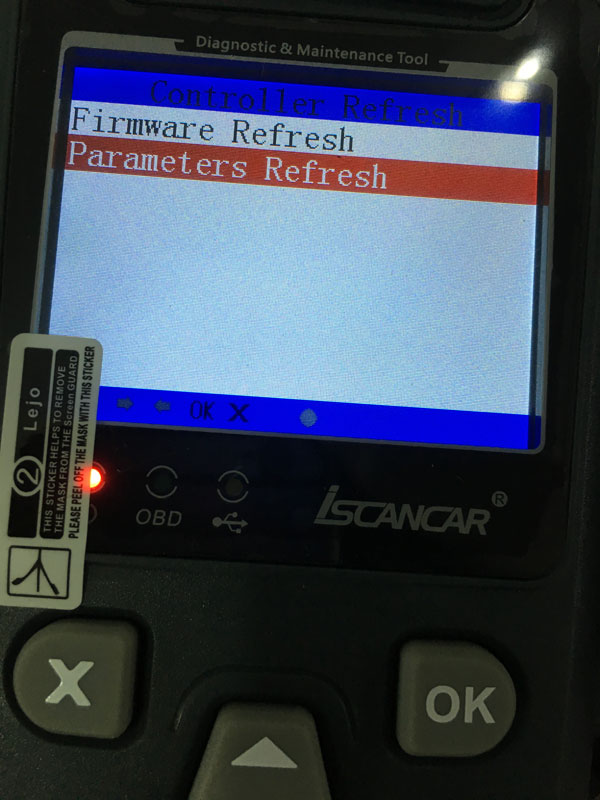 Diagnostic & Maintenance Tool
Controller Refresh
Firmware Refresh
Parameters Refresh
OK X
② Lejo
THIS STICKER HELPS TO REMOVE
THE MASK FROM THE Screen GUARD
PLEASE PEEL OFF THE MASK WITH THIS STICKER
OBD
iSCANCAR®
X
OK